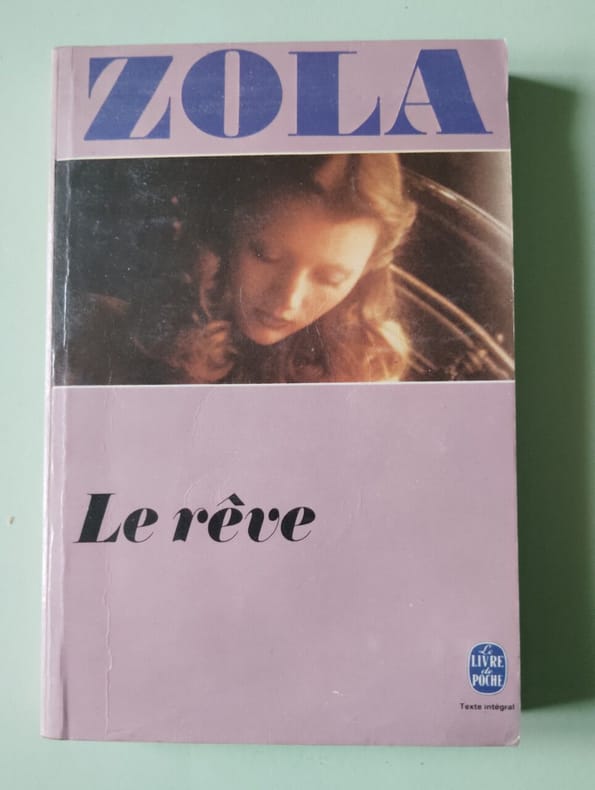 ZOLA
Le rêve
Le
LIVRE
de
POCHE
Texte intégral